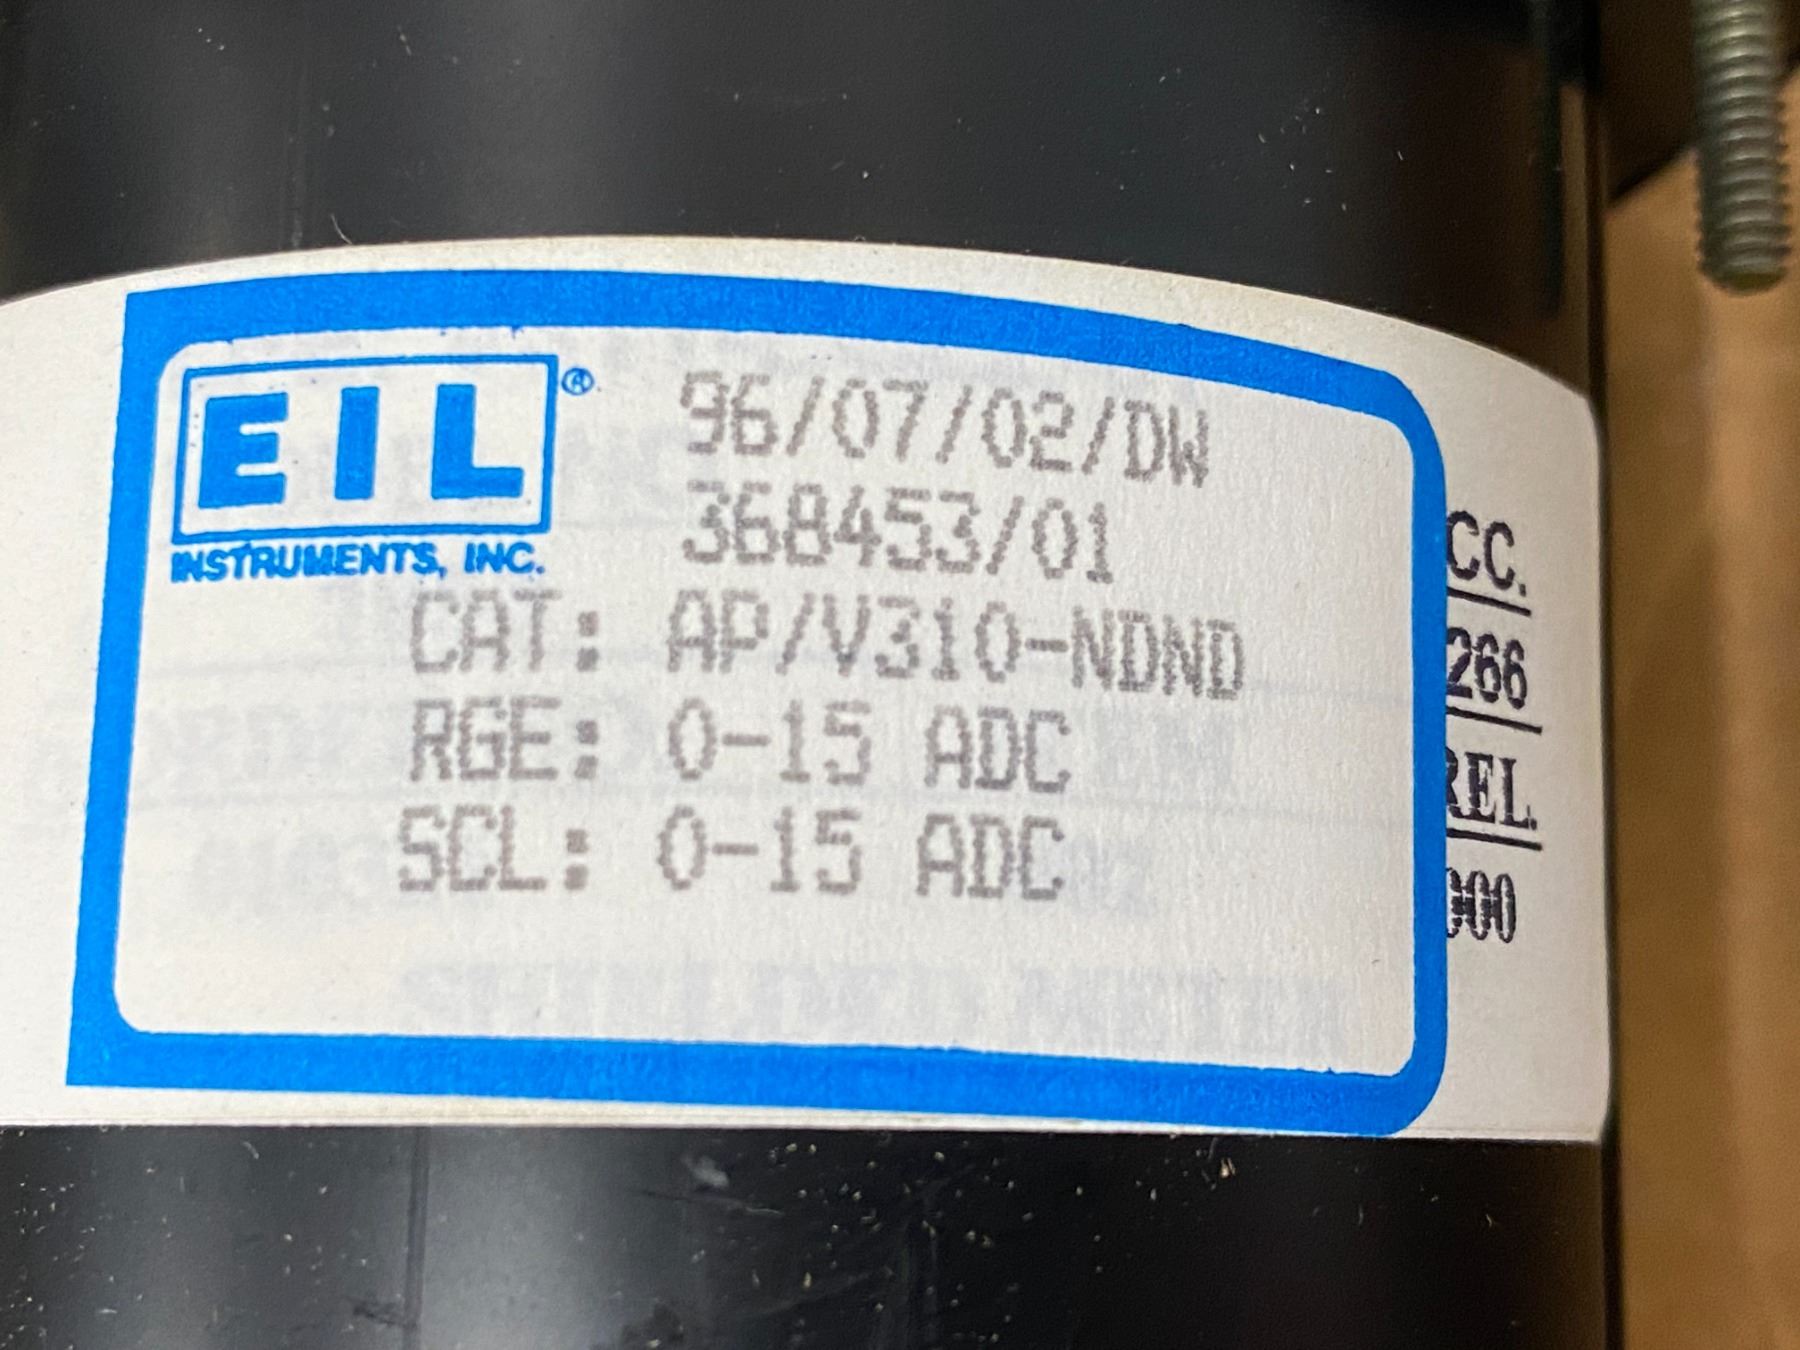 EIL®
INSTRUMENTS, INC.
96/07/02/DW
368453/01
CAT: AP/V310-NDND
RGE: 0-15 ADC
SCL: 0-15 ADC
CC.
266
REL.
000